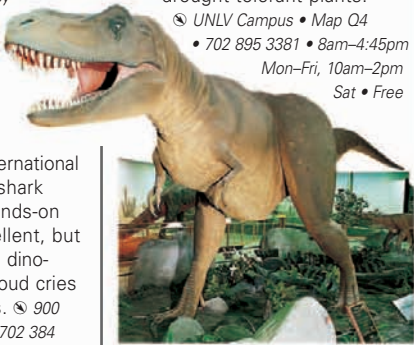 drought-tolerant plants.
UNLV Campus • Map Q4
• 702 895 3381 • 8am–4:45pm
Mon–Fri, 10am–2pm
Sat • Free
ernational
shark
nds-on
ellent, but
dino-
oud cries
s. 900
702 384